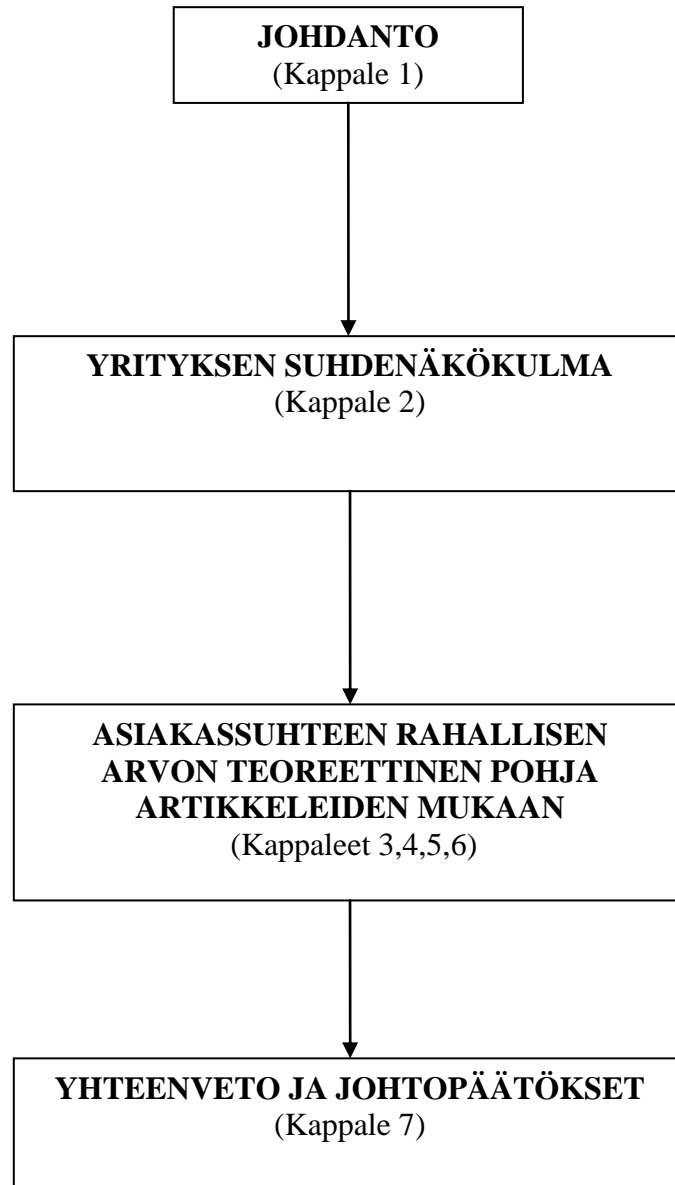 JOHDANTO
(Kappale 1)
YRITYKSEN SUHDENÄKÖKULMA
(Kappale 2)
ASIAKASSUHTEEN RAHALLISEN
ARVON TEOREETTINEN POHJA
ARTIKKELEIDEN MUKAAN
(Kappaleet 3,4,5,6)
YHTEENVETO JA JOHTOPÄÄTÖKSET
(Kappale 7)